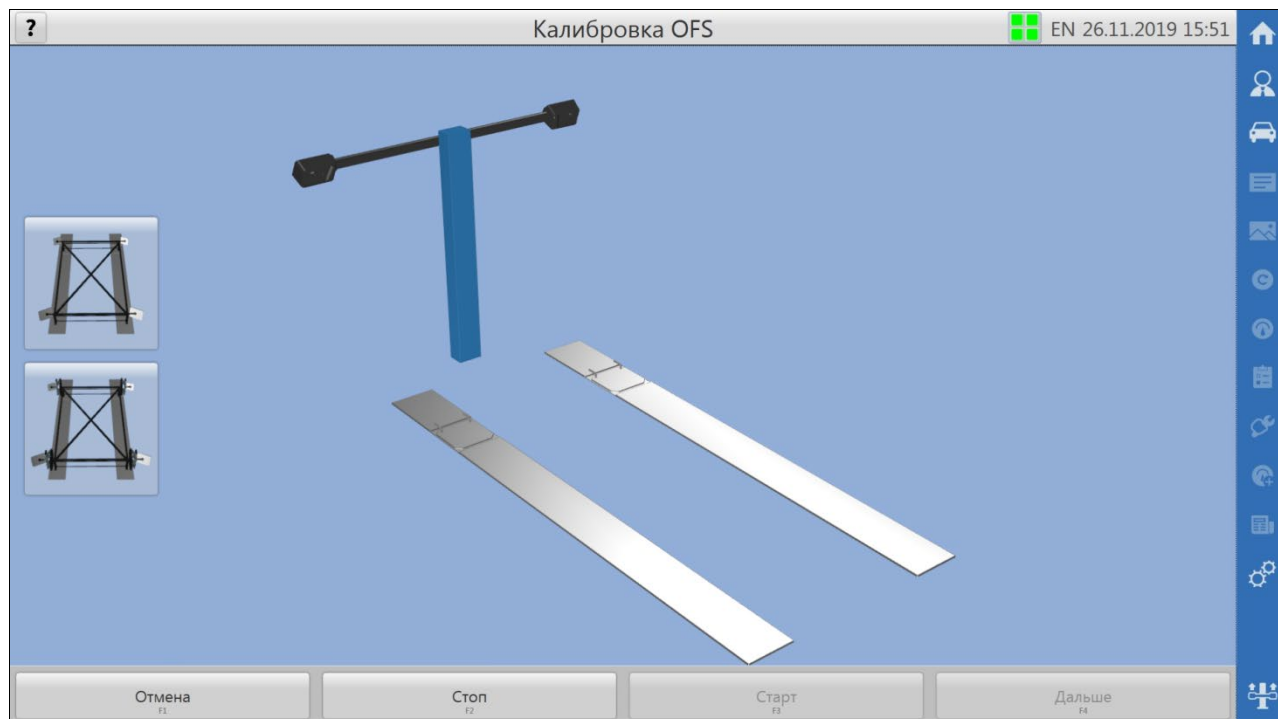 ?
Калибровка OFS
EN 26.11.2019 15:51
Отмена
F1
Стоп
F2
Старт
F3
Дальше
F4